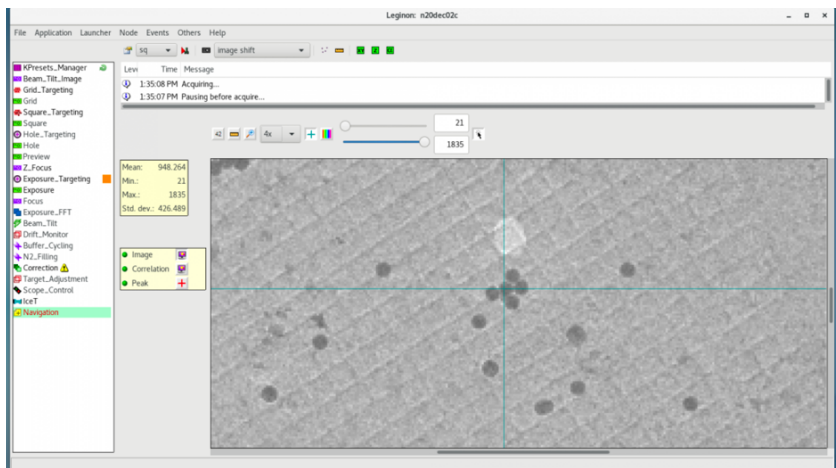 Leginon: n20dec02c
File Application Launcher Node Events Others Help
sq image shift
KPresets_Manager
Beam_Tilt_Image
Grid_Targeting
Grid
Square_Targeting
Square
Hole_Targeting
Hole
Preview
Z_Focus
Exposure_Targeting
Exposure
Focus
Exposure_FFT
Beam_Tilt
Drift_Monitor
Buffer_Cycling
N2_Filling
Correction
Target_Adjustment
Scope_Control
IceT
Navigation
Levi Time Message
1:35:08 PM Acquiring...
1:35:07 PM Pausing before acquire...
4x 21
1835
Mean: 948.264
Min.: 21
Max.: 1835
Std. dev.: 426.489
Image
Correlation
Peak